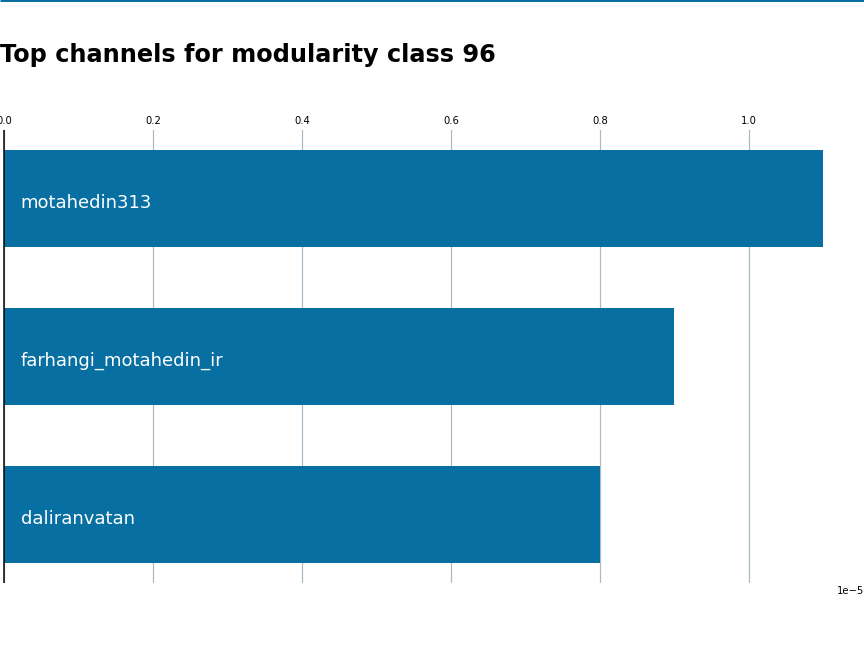 Top channels for modularity class 96
0.0 0.2 0.4 0.6 0.8 1.0
motahedin313
farhangi_motahedin_ir
daliranvatan
1e−5